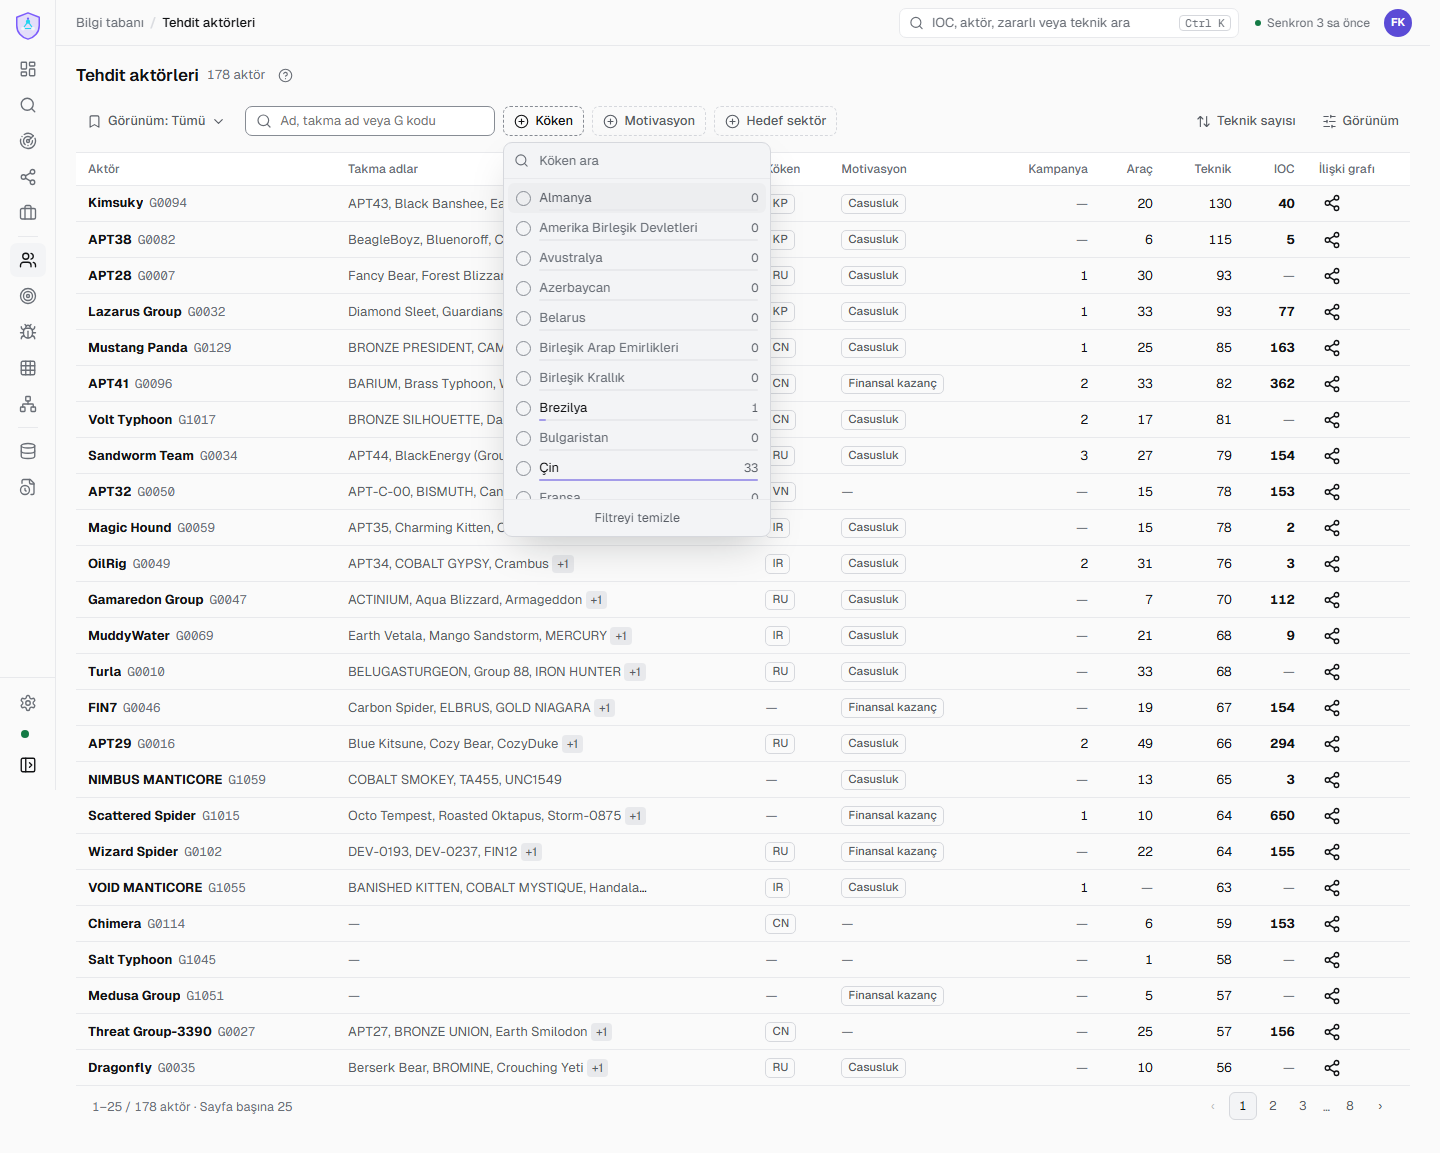 Bilgi tabanı / Tehdit aktörleri
IOC, aktör, zararlı veya teknik ara Ctrl K
Senkron 3 sa önce
FK
Tehdit aktörleri 178 aktör
Görünüm: Tümü
Ad, takma ad veya G kodu
Köken
Motivasyon
Hedef sektör
Teknik sayısı
Görünüm
Köken ara
Almanya 0
Amerika Birleşik Devletleri 0
Avustralya 0
Azerbaycan 0
Belarus 0
Birleşik Arap Emirlikleri 0
Birleşik Krallık 0
Brezilya 1
Bulgaristan 0
Çin 33
Fransa 0
Filtreyi temizle
Aktör Takma adlar Köken Motivasyon Kampanya Araç Teknik IOC İlişki grafı
Kimsuky G0094 APT43, Black Banshee, Ea KP Casusluk — 20 130 40
APT38 G0082 BeagleBoyz, Bluenoroff, C KP Casusluk — 6 115 5
APT28 G0007 Fancy Bear, Forest Blizzar RU Casusluk 1 30 93 —
Lazarus Group G0032 Diamond Sleet, Guardians KP Casusluk 1 33 93 77
Mustang Panda G0129 BRONZE PRESIDENT, CAM CN Casusluk 1 25 85 163
APT41 G0096 BARIUM, Brass Typhoon, W CN Finansal kazanç 2 33 82 362
Volt Typhoon G1017 BRONZE SILHOUETTE, Da CN Casusluk 2 17 81 —
Sandworm Team G0034 APT44, BlackEnergy (Grou RU Casusluk 3 27 79 154
APT32 G0050 APT-C-00, BISMUTH, Can VN — — 15 78 153
Magic Hound G0059 APT35, Charming Kitten, C IR Casusluk — 15 78 2
OilRig G0049 APT34, COBALT GYPSY, Crambus +1 IR Casusluk 2 31 76 3
Gamaredon Group G0047 ACTINIUM, Aqua Blizzard, Armageddon +1 RU Casusluk — 7 70 112
MuddyWater G0069 Earth Vetala, Mango Sandstorm, MERCURY +1 IR Casusluk — 21 68 9
Turla G0010 BELUGASTURGEON, Group 88, IRON HUNTER +1 RU Casusluk — 33 68 —
FIN7 G0046 Carbon Spider, ELBRUS, GOLD NIAGARA +1 — Finansal kazanç — 19 67 154
APT29 G0016 Blue Kitsune, Cozy Bear, CozyDuke +1 RU Casusluk 2 49 66 294
NIMBUS MANTICORE G1059 COBALT SMOKEY, TA455, UNC1549 — Casusluk — 13 65 3
Scattered Spider G1015 Octo Tempest, Roasted 0ktapus, Storm-0875 +1 — Finansal kazanç 1 10 64 650
Wizard Spider G0102 DEV-0193, DEV-0237, FIN12 +1 RU Finansal kazanç — 22 64 155
VOID MANTICORE G1055 BANISHED KITTEN, COBALT MYSTIQUE, Handala… IR Casusluk 1 — 63 —
Chimera G0114 — CN — — 6 59 153
Salt Typhoon G1045 — — — — 1 58 —
Medusa Group G1051 — — Finansal kazanç — 5 57 —
Threat Group-3390 G0027 APT27, BRONZE UNION, Earth Smilodon +1 CN — — 25 57 156
Dragonfly G0035 Berserk Bear, BROMINE, Crouching Yeti +1 RU Casusluk — 10 56 —
1–25 / 178 aktör · Sayfa başına 25
‹ 1 2 3 … 8 ›